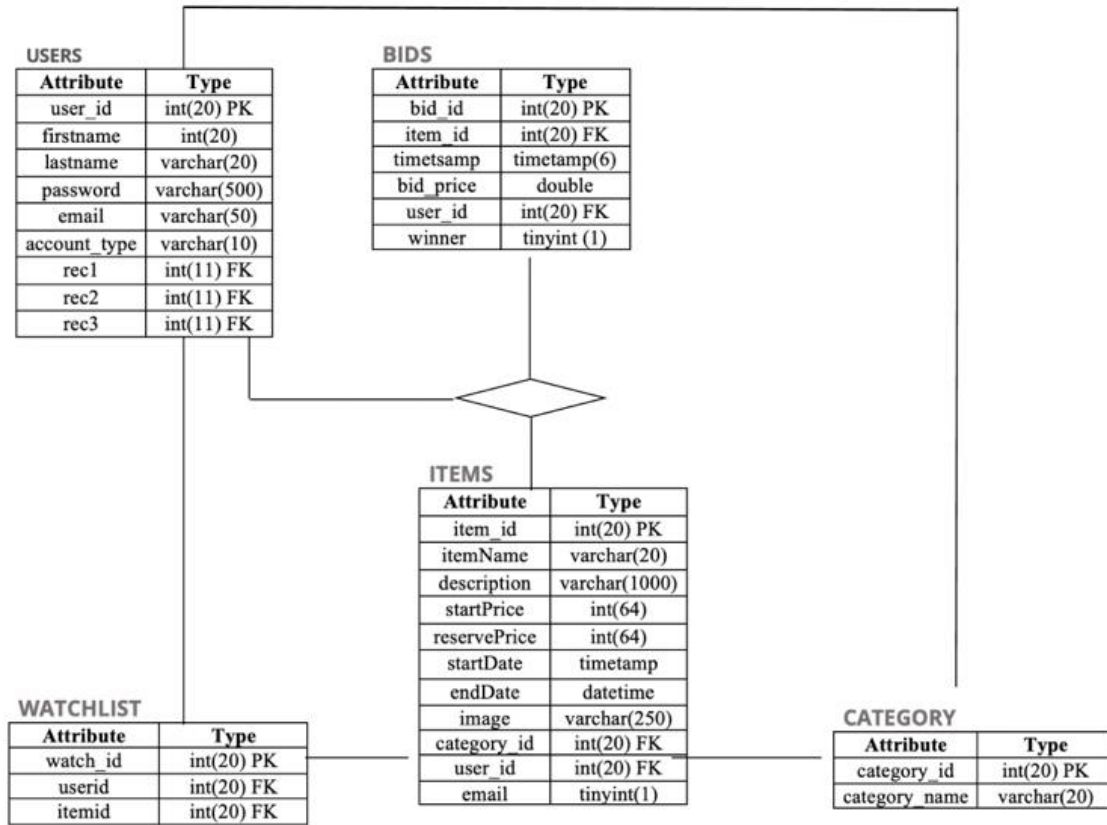 USERS
Attribute Type
user_id int(20) PK
firstname int(20)
lastname varchar(20)
password varchar(500)
email varchar(50)
account_type varchar(10)
rec1 int(11) FK
rec2 int(11) FK
rec3 int(11) FK
BIDS
Attribute Type
bid_id int(20) PK
item_id int(20) FK
timetsamp timetamp(6)
bid_price double
user_id int(20) FK
winner tinyint (1)
ITEMS
Attribute Type
item_id int(20) PK
itemName varchar(20)
description varchar(1000)
startPrice int(64)
reservePrice int(64)
startDate timetamp
endDate datetime
image varchar(250)
category_id int(20) FK
user_id int(20) FK
email tinyint(1)
WATCHLIST
Attribute Type
watch_id int(20) PK
userid int(20) FK
itemid int(20) FK
CATEGORY
Attribute Type
category_id int(20) PK
category_name varchar(20)